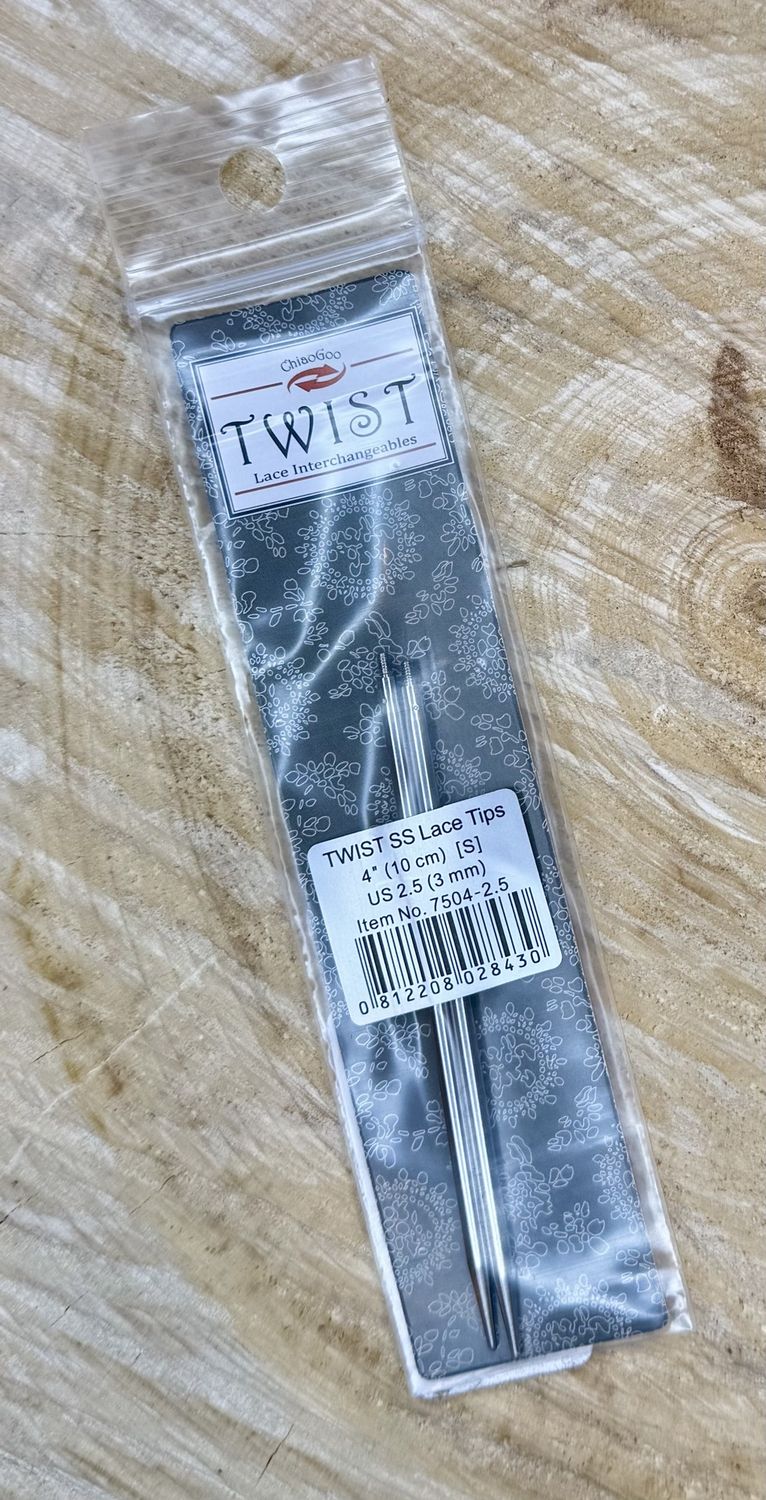 ChiaoGoo
TWIST
Lace Interchangeables
TWIST SS Lace Tips
4" (10 cm) [S]
US 2.5 (3 mm)
Item No. 7504-2.5
0 812208 028430